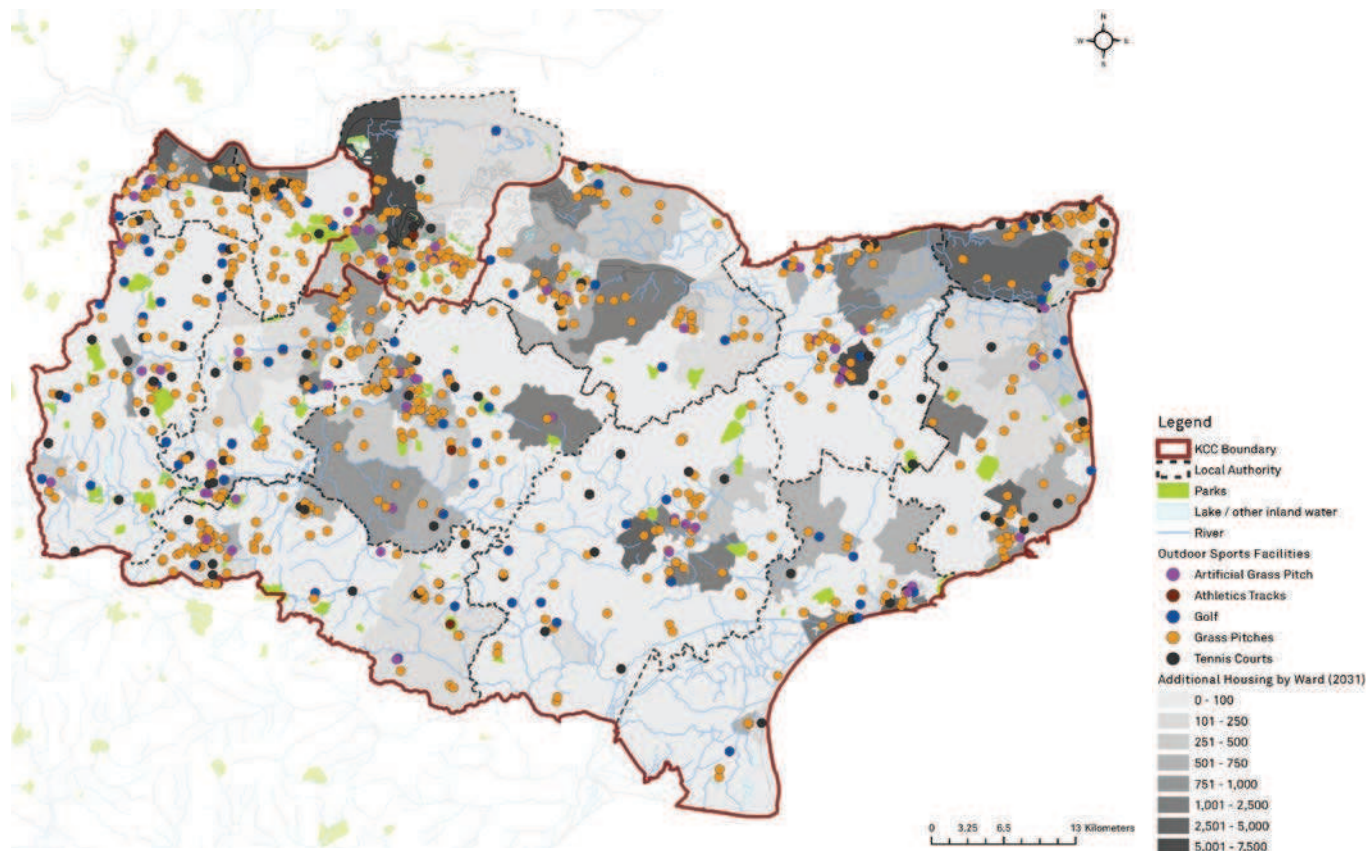 N
W
S
Legend
KCC Boundary
Local Authority
Parks
Lake / other inland water
River
Outdoor Sports Facilities
Artificial Grass Pitch
Athletics Tracks
Golf
Grass Pitches
Tennis Courts
Additional Housing by Ward (2031)
0 - 100
101 - 250
251 - 500
501 - 750
751 - 1,000
1,001 - 2,500
2,501 - 5,000
5,001 - 7,500
0 3.25 6.5 13 Kilometers